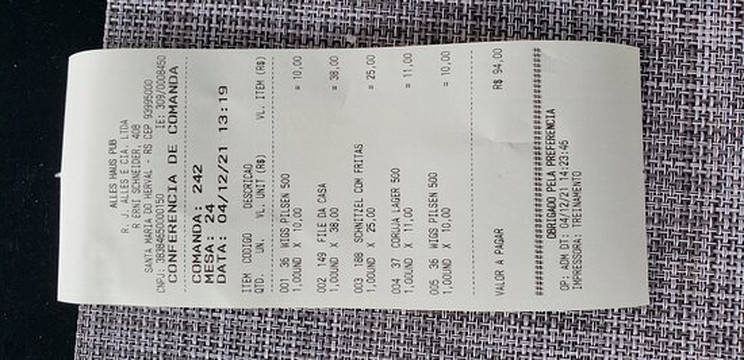 ALLES HAUS PUB
R. J. ALLES E CIA. LTDA
R ERNI SCHNEIDER, 408
SANTA MARIA DO HERVAL - RS CEP 93995000
CNPJ: 38384650000150 IE: 309/0008450
CONFERENCIA DE COMANDA
COMANDA: 242
MESA: 24
DATA: 04/12/21 13:19
ITEM CODIGO DESCRICAO
QTD. UN. VL. UNIT (R$) VL. ITEM (R$)
001 36 WIGS PILSEN 500
1,00UND X 10,00 = 10,00
002 149 FILE DA CASA
1,00UND X 38,00 = 38,00
003 188 SCHNITZEL COM FRITAS
1,00UND X 25,00 = 25,00
004 37 CORUJA LAGER 500
1,00UND X 11,00 = 11,00
005 36 WIGS PILSEN 500
1,00UND X 10,00 = 10,00
VALOR A PAGAR R$ 94,00
OBRIGADO PELA PREFERENCIA
OP: ADM DT: 04/12/21 14:23:46
IMPRESSORA: TREINAMENTO